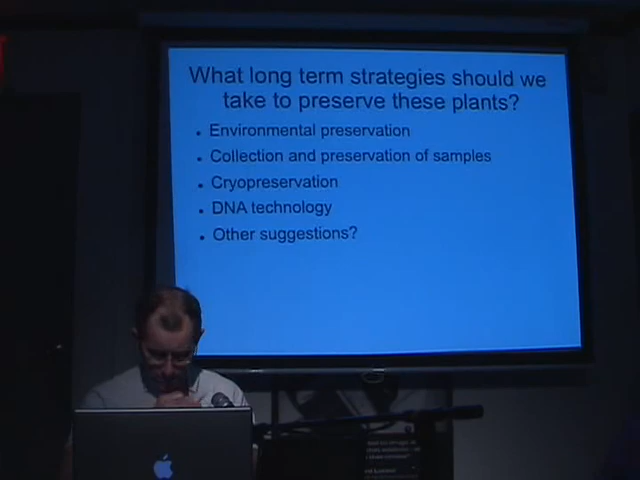 What long term strategies should we
take to preserve these plants?
• Environmental preservation
• Collection and preservation of samples
• Cryopreservation
• DNA technology
• Other suggestions?